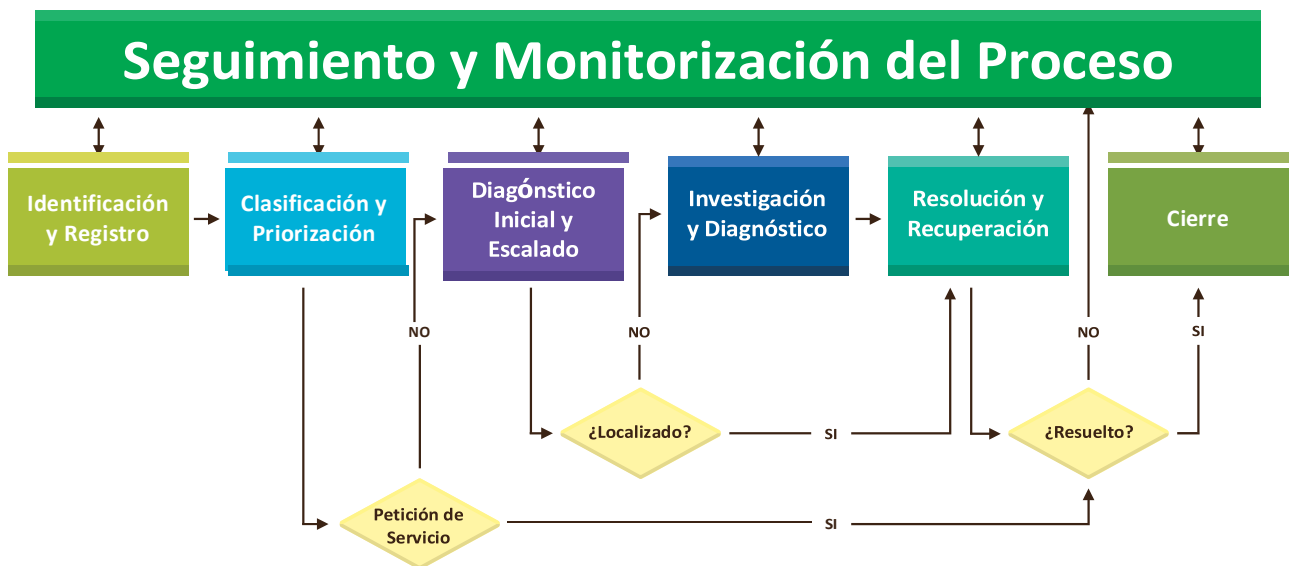 Seguimiento y Monitorización del Proceso
Identificación
y Registro
Clasificación y
Priorización
Diagónstico
Inicial y
Escalado
Investigación
y Diagnóstico
Resolución y
Recuperación
Cierre
NO
NO
NO
SI
¿Localizado?
SI
¿Resuelto?
Petición de
Servicio
SI